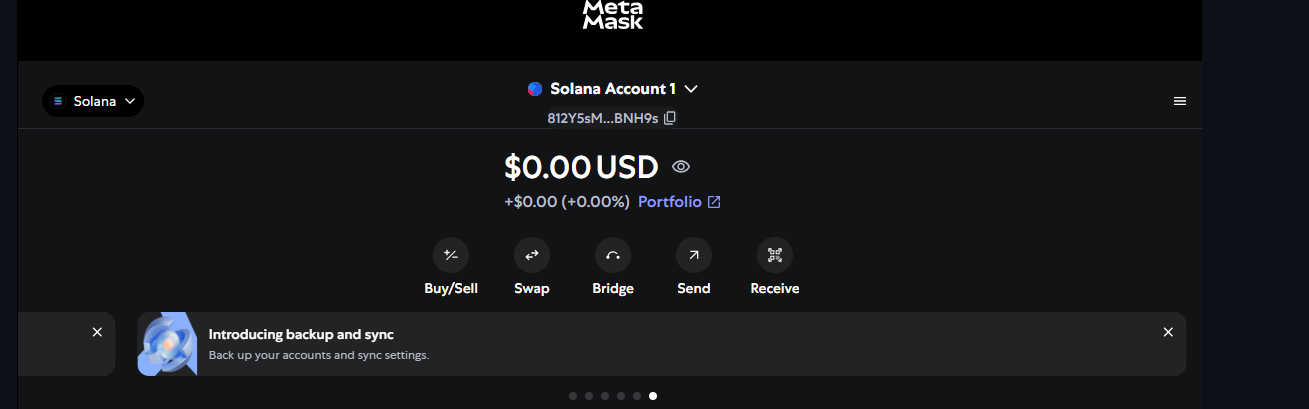 Meta
Mask
Solana
Solana Account 1
812Y5sM...BNH9s
$0.00 USD
+$0.00 (+0.00%) Portfolio
Buy/Sell Swap Bridge Send Receive
Introducing backup and sync
Back up your accounts and sync settings.